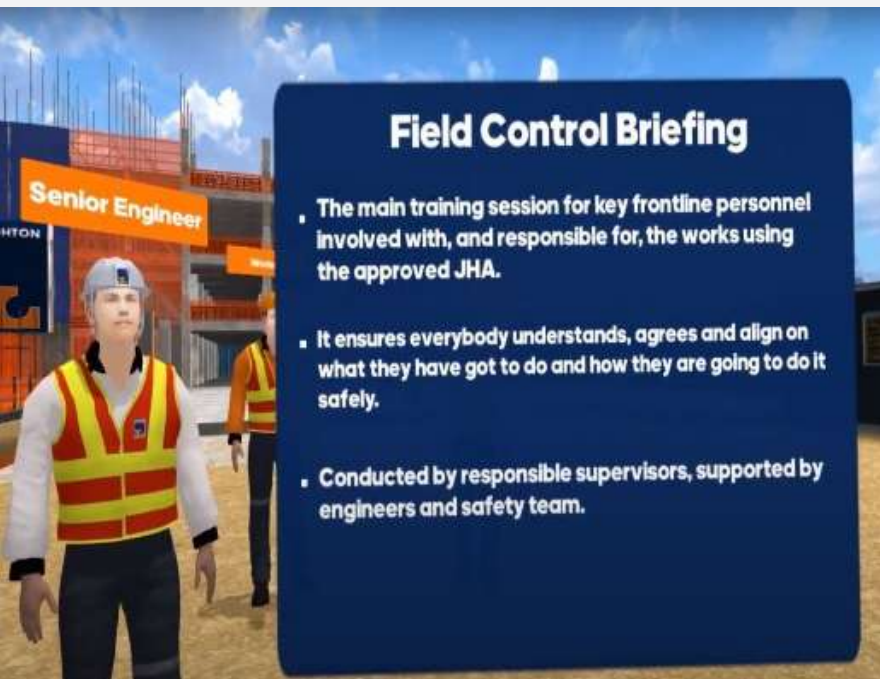 Field Control Briefing
Senior Engineer
HTON
▪ The main training session for key frontline personnel
involved with, and responsible for, the works using
the approved JHA.
▪ It ensures everybody understands, agrees and align on
what they have got to do and how they are going to do it
safely.
▪ Conducted by responsible supervisors, supported by
engineers and safety team.